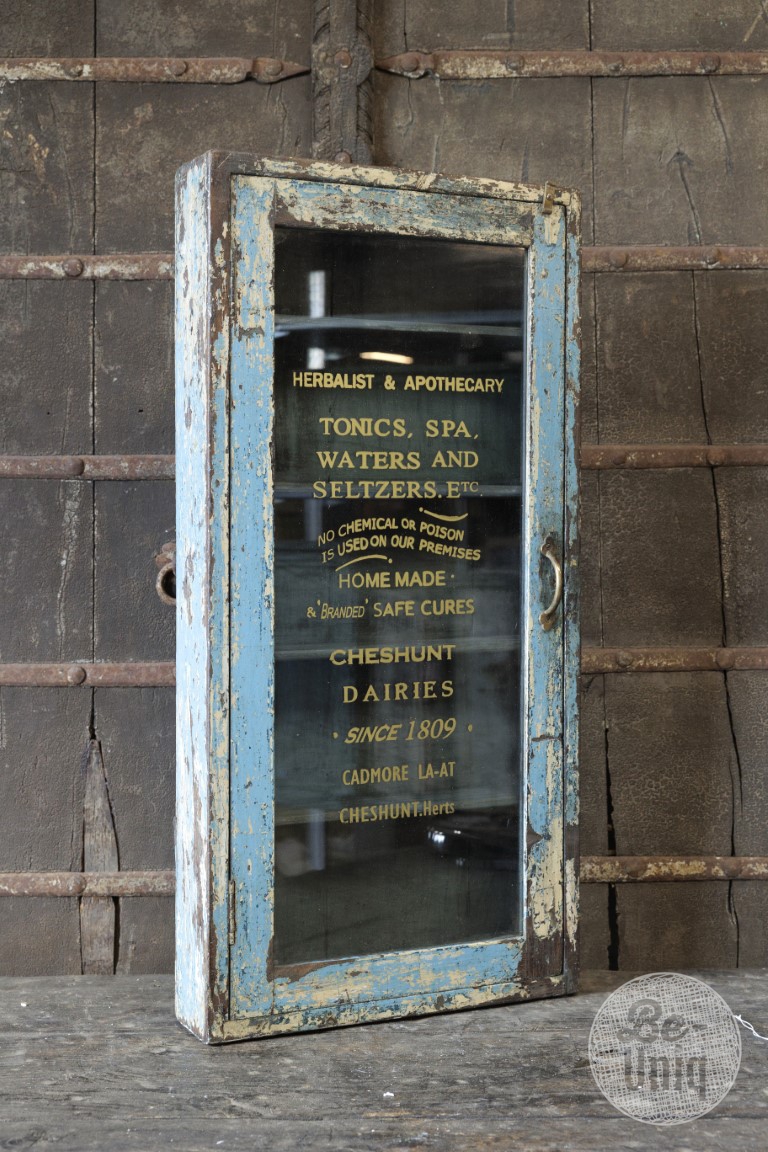 HERBALIST & APOTHECARY
TONICS, SPA,
WATERS AND
SELTZERS. ETC.
NO CHEMICAL OR POISON
IS USED ON OUR PREMISES
HOME MADE
& 'BRANDED' SAFE CURES
CHESHUNT
DAIRIES
• SINCE 1809 •
CADMORE LA-AT
CHESHUNT.Herts
Be-
Uniq